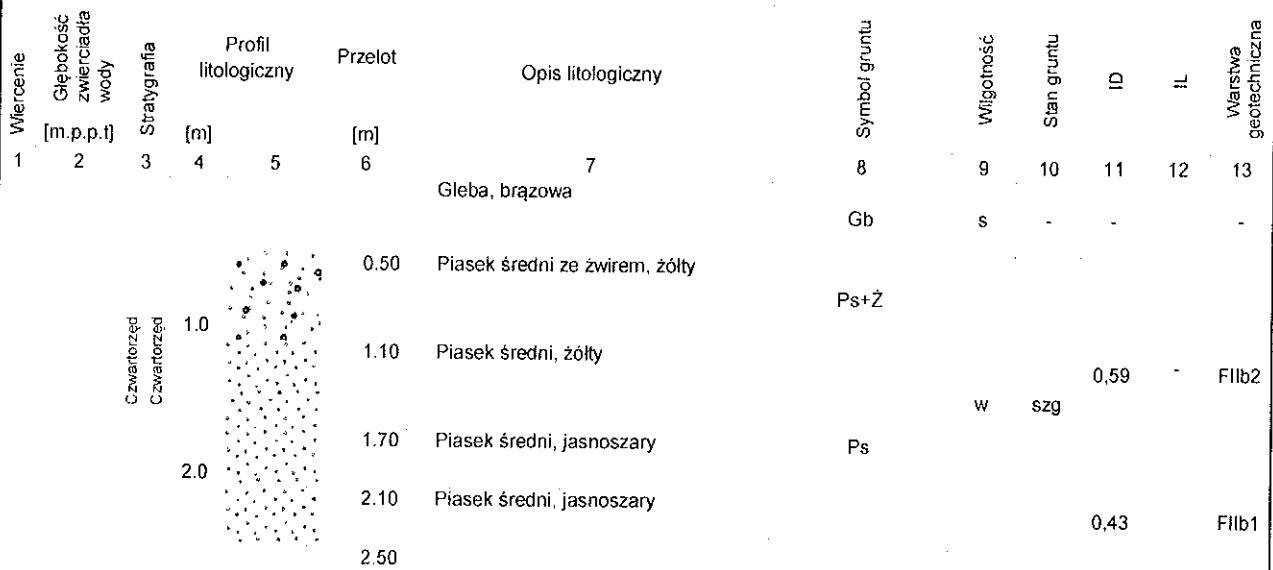 Wiercenie
Głębokość
zwierciadła
wody
[m.p.p.t]
Stratygrafia
Profil
litologiczny
[m]
Przelot
[m]
Opis litologiczny
Symbol gruntu
Wilgotność
Stan gruntu
ID
IL
Warstwa
geotechniczna
1 2 3 4 5 6 7 8 9 10 11 12 13
Gleba, brązowa
Gb s - - -
0.50 Piasek średni ze żwirem, żółty
Ps+Ż
1.0
Czwartorzęd
Czwartorzęd
1.10 Piasek średni, żółty
0,59 - FIIb2
w szg
1.70 Piasek średni, jasnoszary
Ps
2.0
2.10 Piasek średni, jasnoszary
0,43 FIIb1
2.50